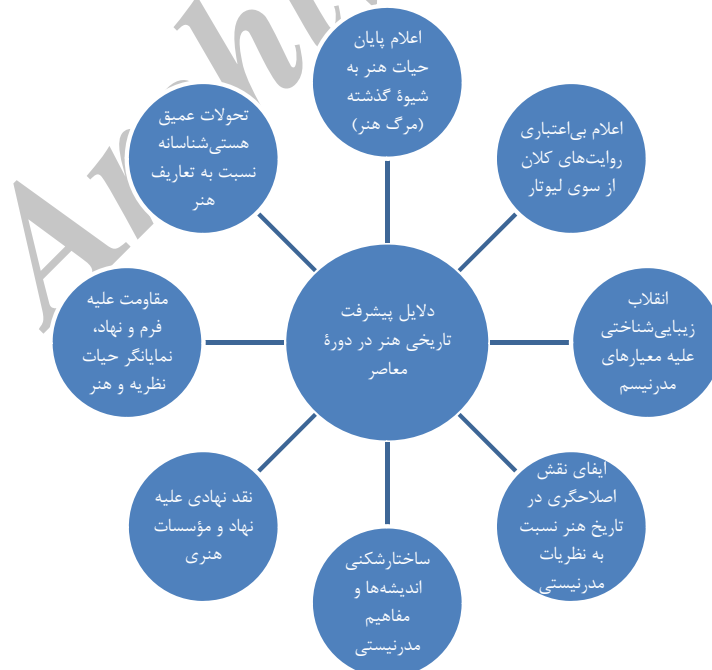 اعلام پایان
حیات هنر به
شیوۀ گذشته
(مرگ هنر)
اعلام بی‌اعتباری
روایت‌های کلان
از سوی لیوتار
انقلاب
زیبایی‌شناختی
علیه معیارهای
مدرنیسم
ایفای نقش
اصلاحگری در
تاریخ هنر نسبت
به نظریات
مدرنیستی
ساختارشکنی
اندیشه‌ها و
مفاهیم
مدرنیستی
نقد نهادی علیه
نهاد و مؤسسات
هنری
مقاومت علیه
فرم و نهاد،
نمایانگر حیات
نظریه و هنر
تحولات عمیق
هستی‌شناسانه
نسبت به تعاریف
هنر
دلایل پیشرفت
تاریخی هنر در دورۀ
معاصر